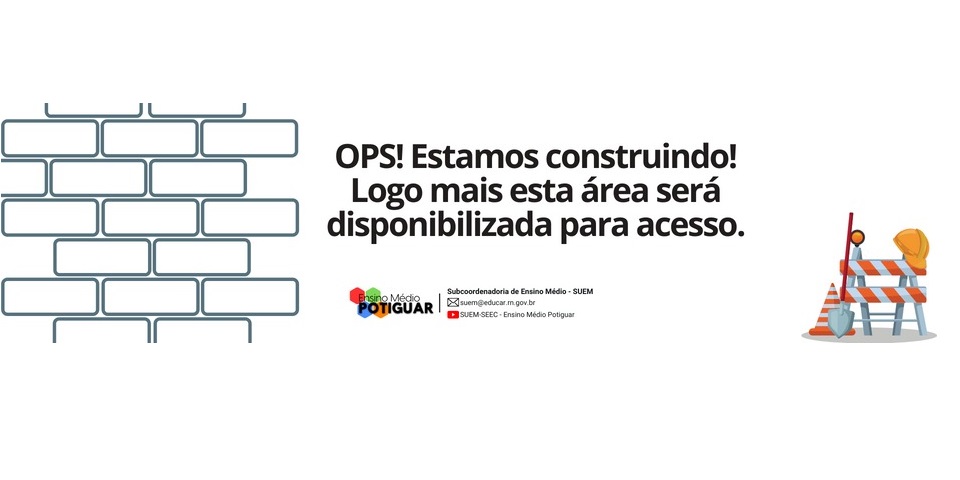 OPS! Estamos construindo!
Logo mais esta área será
disponibilizada para acesso.
Ensino Médio
POTIGUAR
Subcoordenadoria de Ensino Médio - SUEM
suem@educar.rn.gov.br
SUEM-SEEC - Ensino Médio Potiguar